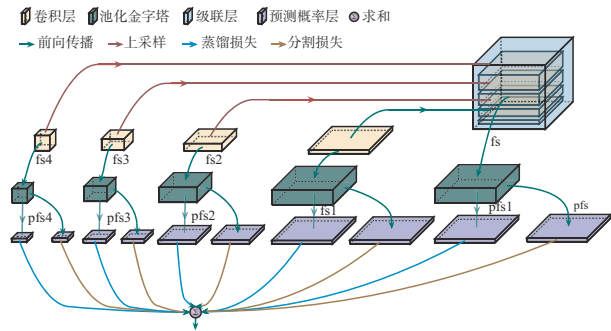 卷积层 池化金字塔 级联层 预测概率层 Σ 求和
前向传播 上采样 蒸馏损失 分割损失
fs
fs4 fs3 fs2
fs1 pfs1 pfs
pfs4 pfs3 pfs2
Σ